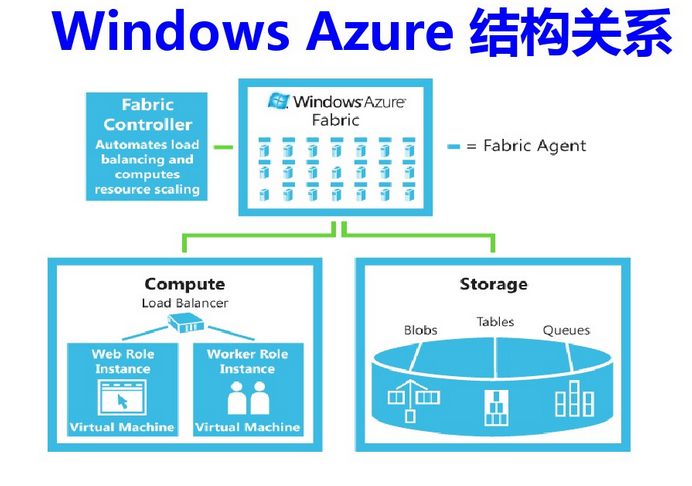 Windows Azure 结构关系
Fabric
Controller
Automates load
balancing and
computes
resource scaling
Windows Azure
Fabric
= Fabric Agent
Compute
Load Balancer
Web Role
Instance
Virtual Machine
Worker Role
Instance
Virtual Machine
Storage
Blobs
Tables
Queues